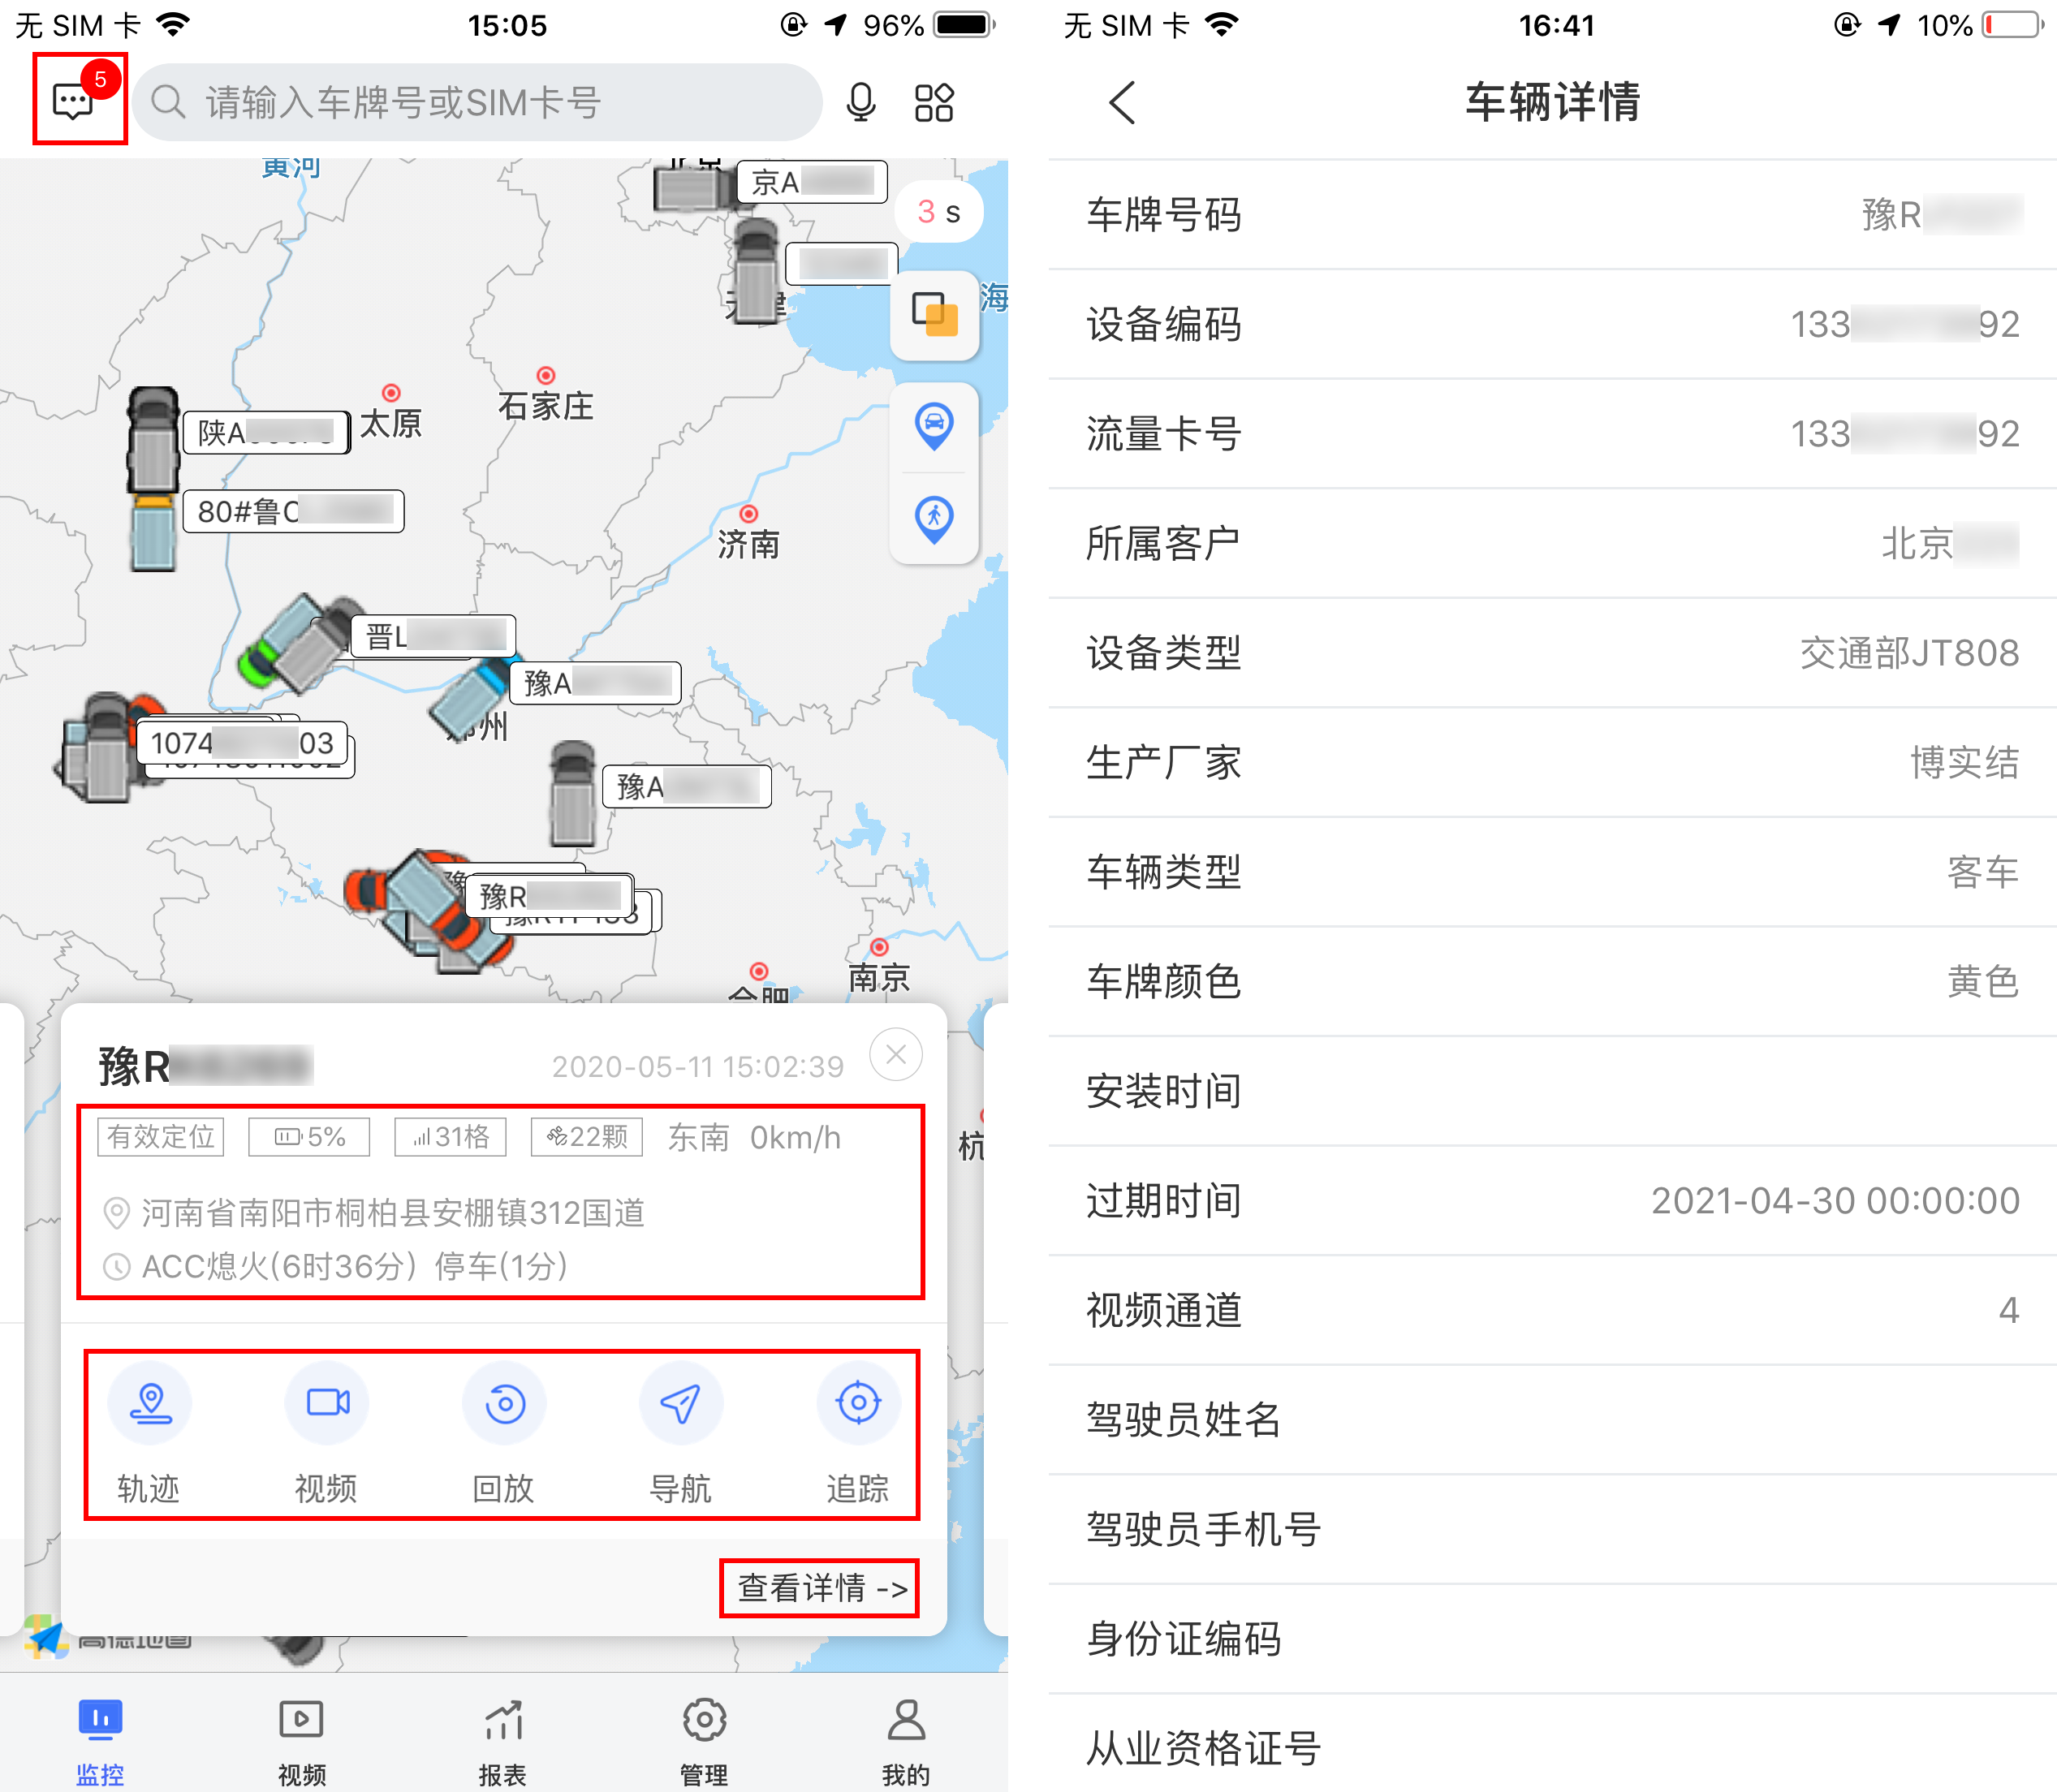 无 SIM 卡
15:05
96%
5
请输入车牌号或SIM卡号
黄河
京A
3 s
海
石家庄
太原
陕A
80#鲁C
济南
晋L
豫A
州
1074 03
豫A
豫R
南京
合肥
豫R
2020-05-11 15:02:39
有效定位
5%
31格
22颗
东南 0km/h
杭
河南省南阳市桐柏县安棚镇312国道
ACC熄火(6时36分) 停车(1分)
轨迹
视频
回放
导航
追踪
查看详情 ->
高德地图
监控
视频
报表
管理
我的
无 SIM 卡
16:41
10%
车辆详情
车牌号码 豫R
设备编码 133 92
流量卡号 133 92
所属客户 北京
设备类型 交通部JT808
生产厂家 博实结
车辆类型 客车
车牌颜色 黄色
安装时间
过期时间 2021-04-30 00:00:00
视频通道 4
驾驶员姓名
驾驶员手机号
身份证编码
从业资格证号